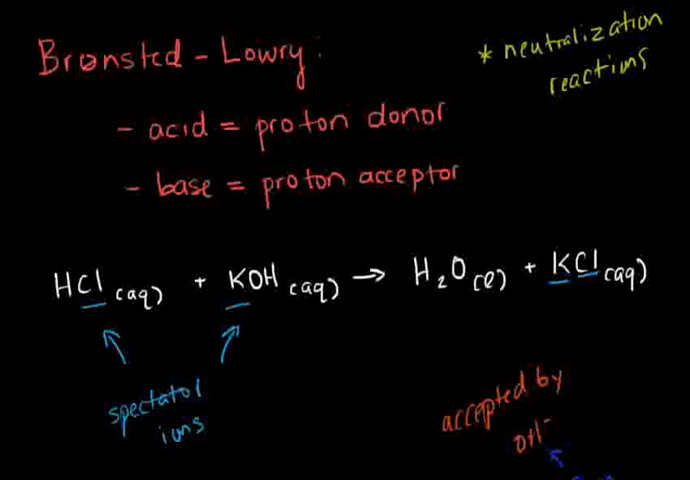 Brønsted - Lowry:
* neutralization
reactions
- acid = proton donor
- base = proton acceptor
HCl(aq) + KOH(aq) → H₂O(l) + KCl(aq)
spectator
ions
accepted by
OH⁻